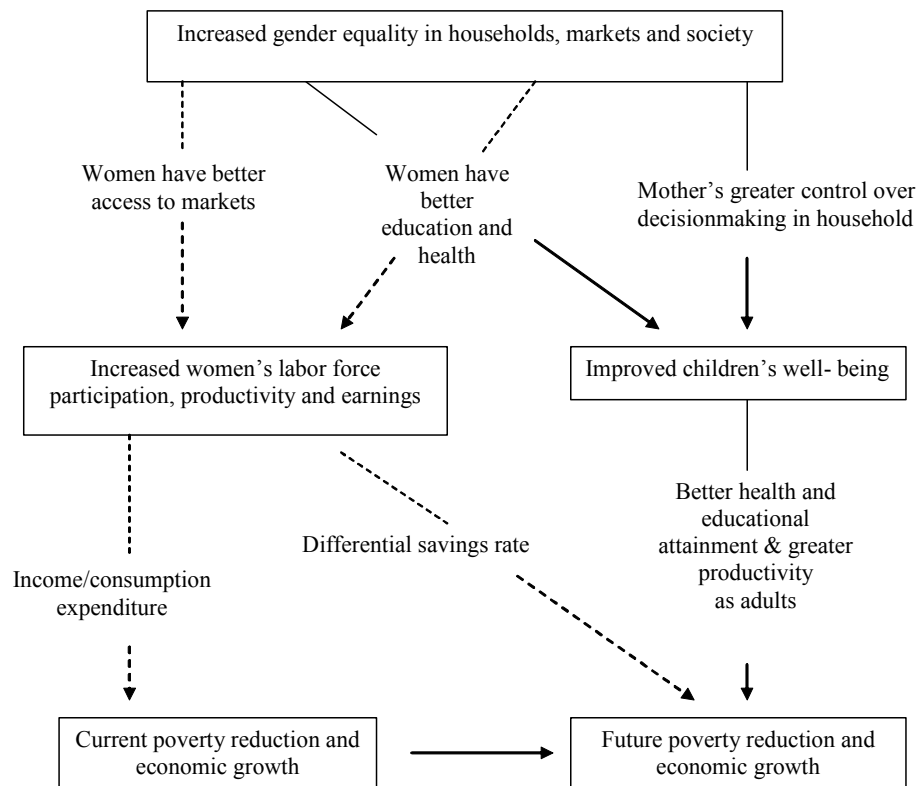 Increased gender equality in households, markets and society
Women have better
access to markets
Women have
better
education and
health
Mother’s greater control over
decisionmaking in household
Increased women’s labor force
participation, productivity and earnings
Improved children’s well- being
Differential savings rate
Better health and
educational
attainment & greater
productivity
as adults
Income/consumption
expenditure
Current poverty reduction and
economic growth
Future poverty reduction and
economic growth